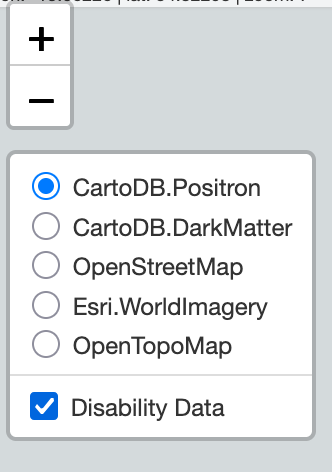 +
−
CartoDB.Positron
CartoDB.DarkMatter
OpenStreetMap
Esri.WorldImagery
OpenTopoMap
Disability Data